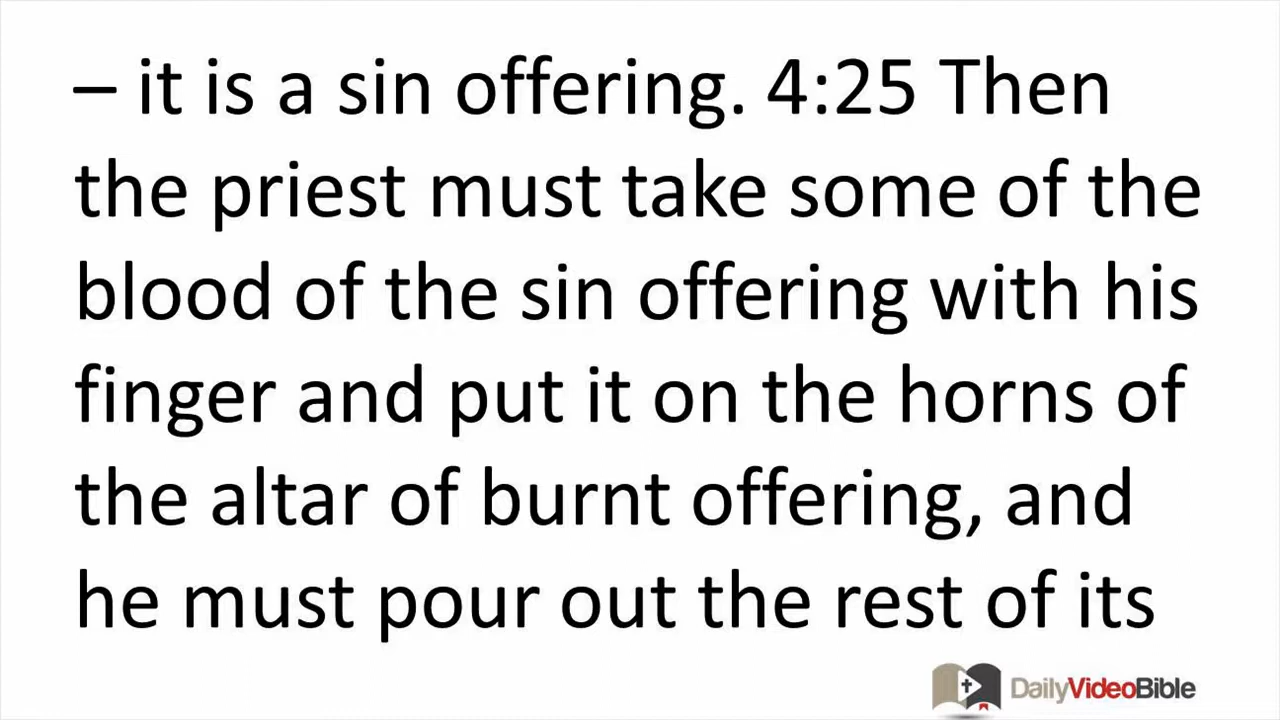 – it is a sin offering. 4:25 Then
the priest must take some of the
blood of the sin offering with his
finger and put it on the horns of
the altar of burnt offering, and
he must pour out the rest of its
DailyVideoBible